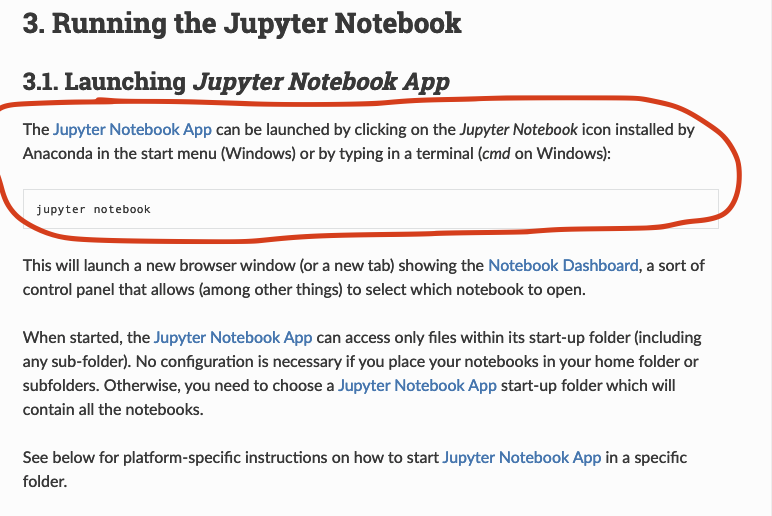 3. Running the Jupyter Notebook
3.1. Launching Jupyter Notebook App
The Jupyter Notebook App can be launched by clicking on the Jupyter Notebook icon installed by
Anaconda in the start menu (Windows) or by typing in a terminal (cmd on Windows):
jupyter notebook
This will launch a new browser window (or a new tab) showing the Notebook Dashboard, a sort of
control panel that allows (among other things) to select which notebook to open.
When started, the Jupyter Notebook App can access only files within its start-up folder (including
any sub-folder). No configuration is necessary if you place your notebooks in your home folder or
subfolders. Otherwise, you need to choose a Jupyter Notebook App start-up folder which will
contain all the notebooks.
See below for platform-specific instructions on how to start Jupyter Notebook App in a specific
folder.